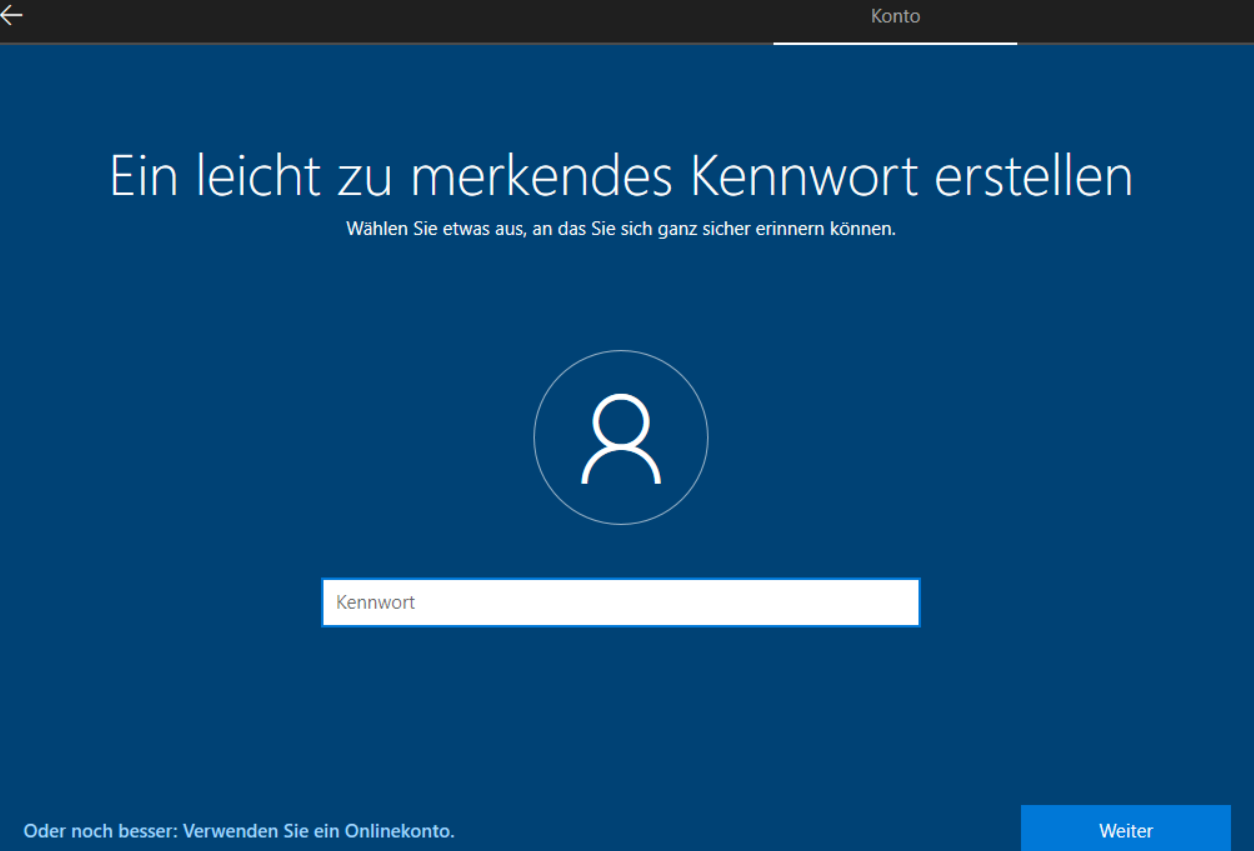 Konto
Ein leicht zu merkendes Kennwort erstellen
Wählen Sie etwas aus, an das Sie sich ganz sicher erinnern können.
Kennwort
Oder noch besser: Verwenden Sie ein Onlinekonto.
Weiter